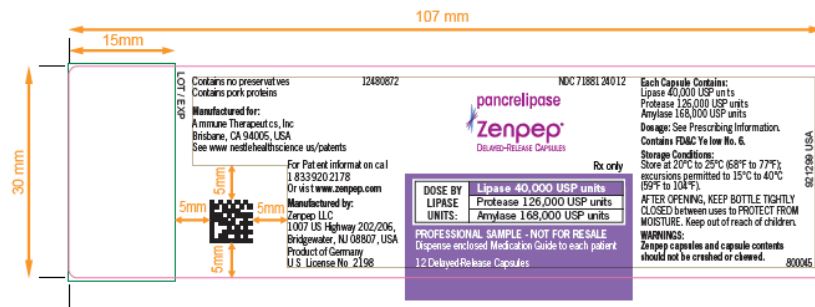 107 mm
15mm
30 mm
LOT / EXP
Contains no preservatives
Contains pork proteins
12480872
Manufactured for:
Aimmune Therapeutcs, Inc
Brisbane, CA 94005, USA
See www nestlehealthscience us/patents
5mm
5mm
5mm
5mm
For Patent informat on cal
1 833 920 2178
Or visit www.zenpep.com
Manufactured by:
Zenpep LLC
1007 US Highway 202/206,
Bridgewater, NJ 08807, USA
Product of Germany
U S License No 2198
NDC 71881 240 12
pancrelipase
Zenpep®
DELAYED-RELEASE CAPSULES
Rx only
DOSE BY
LIPASE
UNITS:
Lipase 40,000 USP units
Protease 126,000 USP units
Amylase 168,000 USP units
PROFESSIONAL SAMPLE - NOT FOR RESALE
Dispense enclosed Medication Guide to each patient
12 Delayed-Release Capsules
Each Capsule Contains:
Lipase 40,000 USP units
Protease 126,000 USP units
Amylase 168,000 USP units
Dosage: See Prescribing Information.
Contains FD&C Yellow No. 6.
Storage Conditions:
Store at 20°C to 25°C (68°F to 77°F);
excursions permitted to 15°C to 40°C
(59°F to 104°F).
AFTER OPENING, KEEP BOTTLE TIGHTLY
CLOSED between uses to PROTECT FROM
MOISTURE. Keep out of reach of children.
WARNINGS:
Zenpep capsules and capsule contents
should not be crushed or chewed.
800045
921299 USA